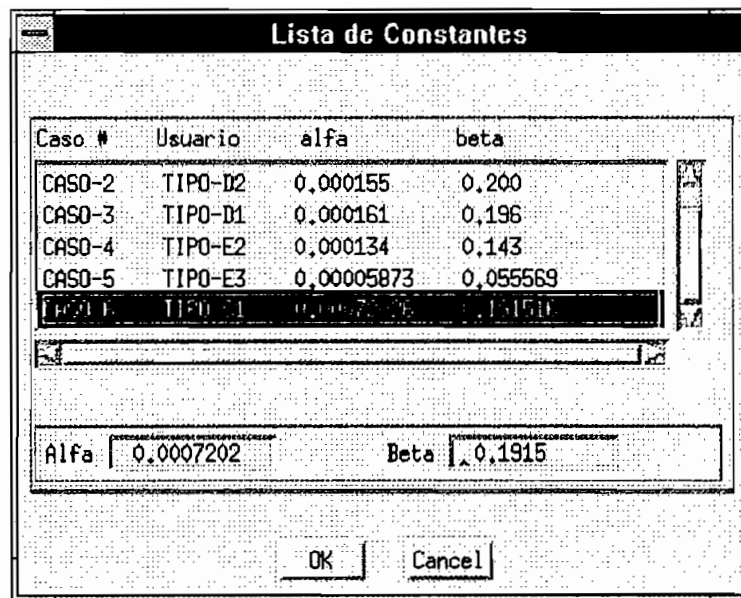 Lista de Constantes
Caso # Usuario alfa beta
CASO-2 TIPO-D2 0.000155 0.200
CASO-3 TIPO-D1 0.000161 0.196
CASO-4 TIPO-E2 0.000134 0.143
CASO-5 TIPO-E3 0.00005873 0.055569
Alfa 0.0007202 Beta 0.1915
OK Cancel